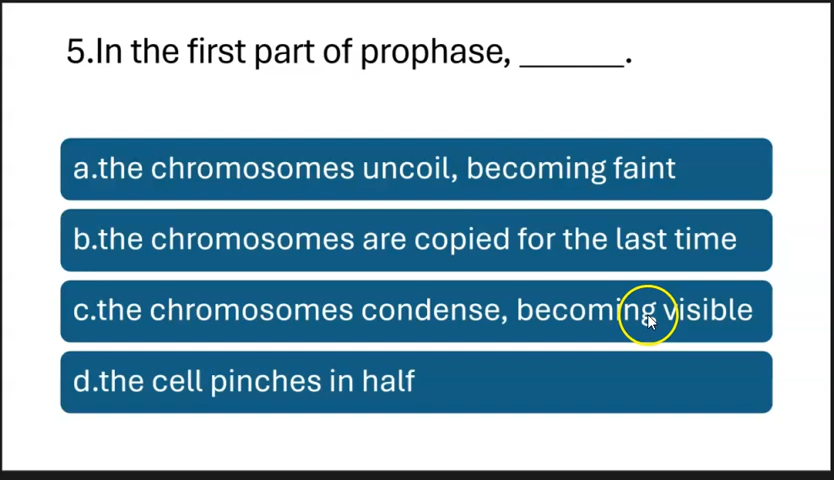 5.In the first part of prophase, ______.
a.the chromosomes uncoil, becoming faint
b.the chromosomes are copied for the last time
c.the chromosomes condense, becoming visible
d.the cell pinches in half